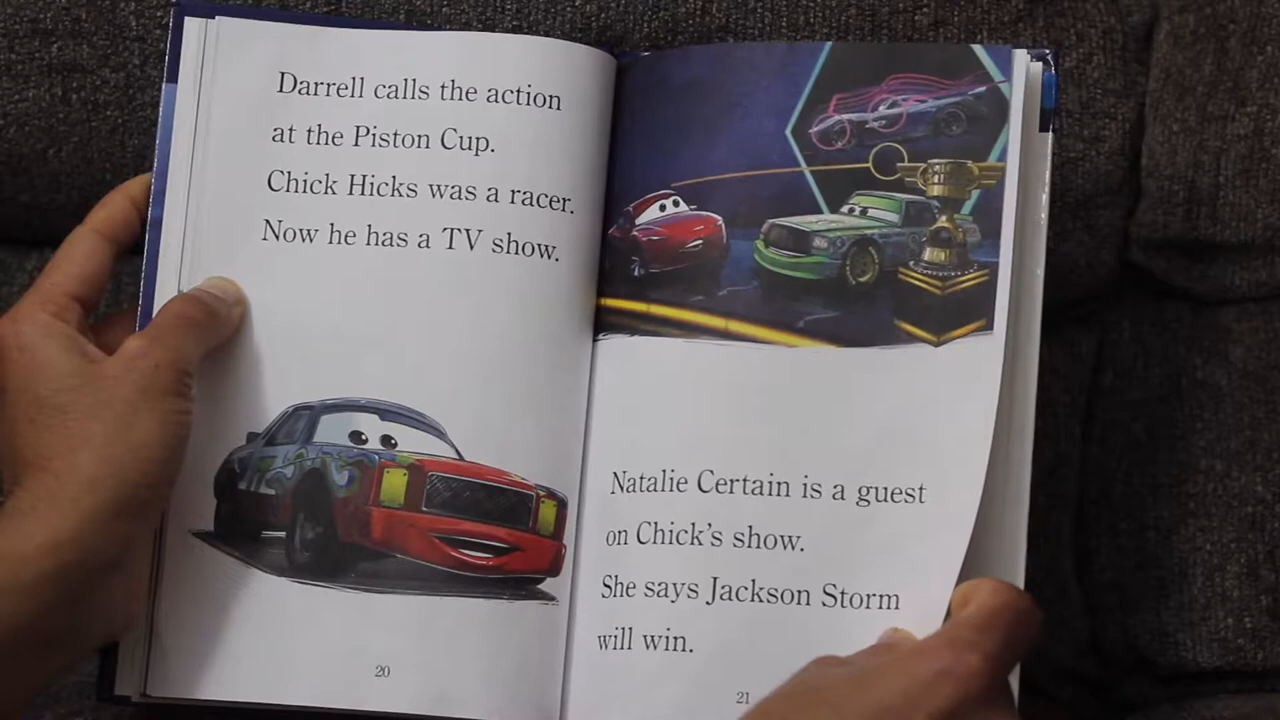 Darrell calls the action
at the Piston Cup.
Chick Hicks was a racer.
Now he has a TV show.
20
Natalie Certain is a guest
on Chick's show.
She says Jackson Storm
will win.
21